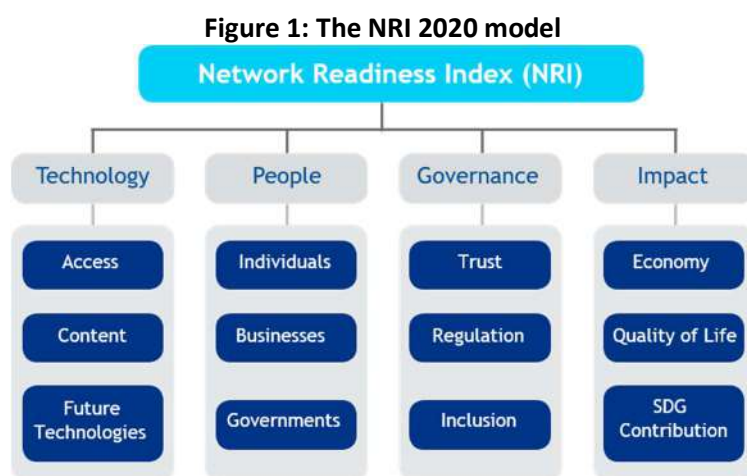 Figure 1: The NRI 2020 model
Network Readiness Index (NRI)
Technology
People
Governance
Impact
Access
Individuals
Trust
Economy
Content
Businesses
Regulation
Quality of Life
Future
Technologies
Governments
Inclusion
SDG
Contribution